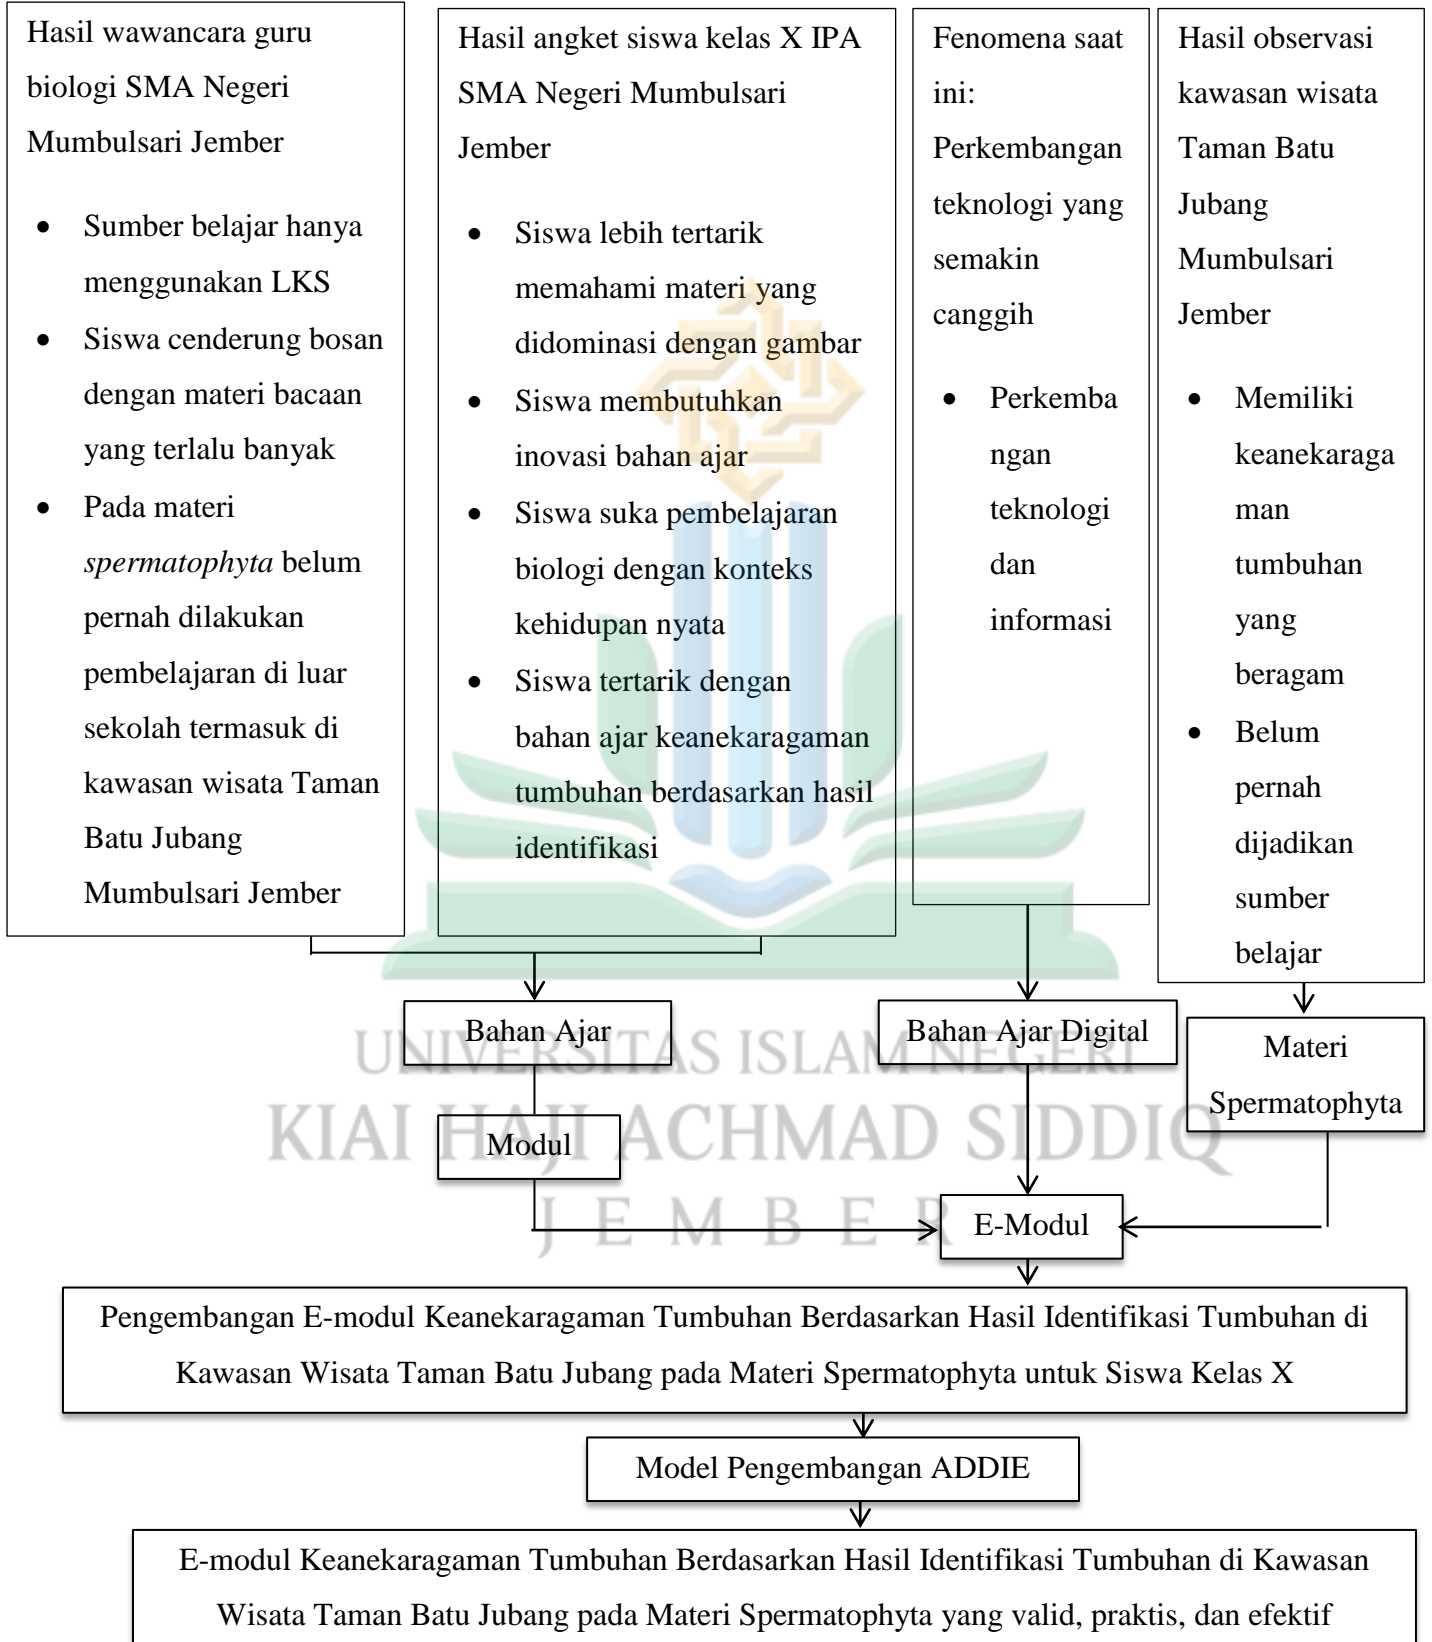 Hasil wawancara guru
biologi SMA Negeri
Mumbulsari Jember
• Sumber belajar hanya
menggunakan LKS
• Siswa cenderung bosan
dengan materi bacaan
yang terlalu banyak
• Pada materi
spermatophyta belum
pernah dilakukan
pembelajaran di luar
sekolah termasuk di
kawasan wisata Taman
Batu Jubang
Mumbulsari Jember
Hasil angket siswa kelas X IPA
SMA Negeri Mumbulsari
Jember
• Siswa lebih tertarik
memahami materi yang
didominasi dengan gambar
• Siswa membutuhkan
inovasi bahan ajar
• Siswa suka pembelajaran
biologi dengan konteks
kehidupan nyata
• Siswa tertarik dengan
bahan ajar keanekaragaman
tumbuhan berdasarkan hasil
identifikasi
Fenomena saat
ini:
Perkembangan
teknologi yang
semakin
canggih
• Perkemba
ngan
teknologi
dan
informasi
Hasil observasi
kawasan wisata
Taman Batu
Jubang
Mumbulsari
Jember
• Memiliki
keanekaraga
man
tumbuhan
yang
beragam
• Belum
pernah
dijadikan
sumber
belajar
Bahan Ajar
Bahan Ajar Digital
Materi
Spermatophyta
UNIVERSITAS ISLAM NEGERI
KIAI HAJI ACHMAD SIDDIQ
JEMBER
Modul
E-Modul
Pengembangan E-modul Keanekaragaman Tumbuhan Berdasarkan Hasil Identifikasi Tumbuhan di
Kawasan Wisata Taman Batu Jubang pada Materi Spermatophyta untuk Siswa Kelas X
Model Pengembangan ADDIE
E-modul Keanekaragaman Tumbuhan Berdasarkan Hasil Identifikasi Tumbuhan di Kawasan
Wisata Taman Batu Jubang pada Materi Spermatophyta yang valid, praktis, dan efektif